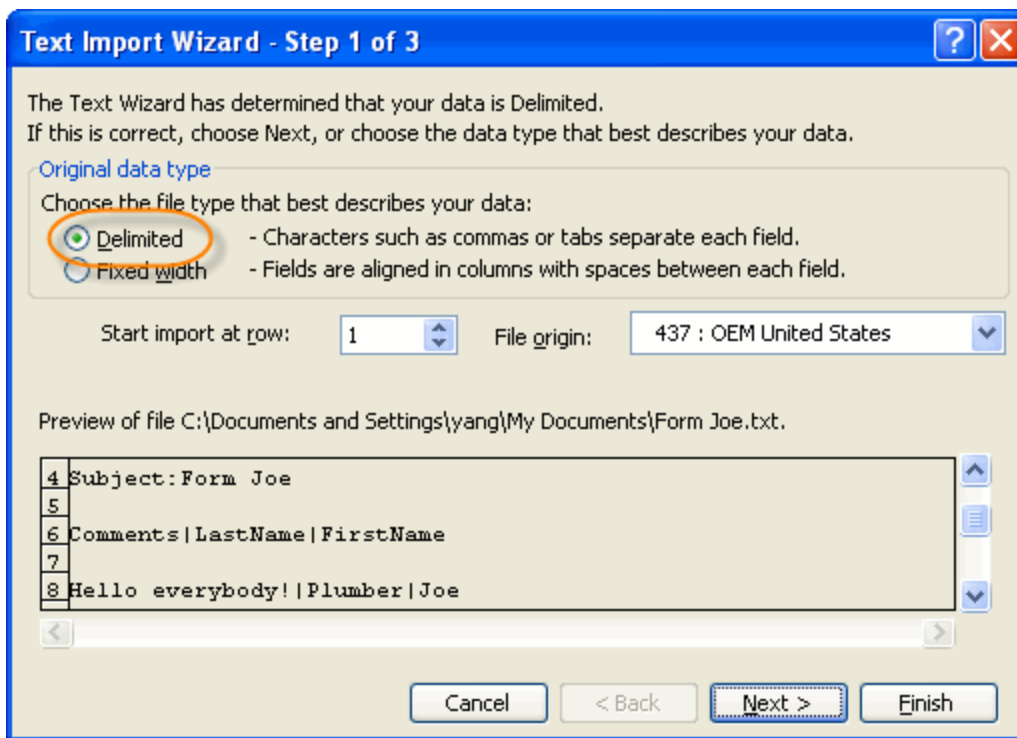 Text Import Wizard - Step 1 of 3
The Text Wizard has determined that your data is Delimited.
If this is correct, choose Next, or choose the data type that best describes your data.
Original data type
Choose the file type that best describes your data:
Delimited - Characters such as commas or tabs separate each field.
Fixed width - Fields are aligned in columns with spaces between each field.
Start import at row: 1 File origin: 437 : OEM United States
Preview of file C:\Documents and Settings\yang\My Documents\Form Joe.txt.
4 Subject:Form Joe
5
6 Comments|LastName|FirstName
7
8 Hello everybody!|Plumber|Joe
Cancel < Back Next > Finish